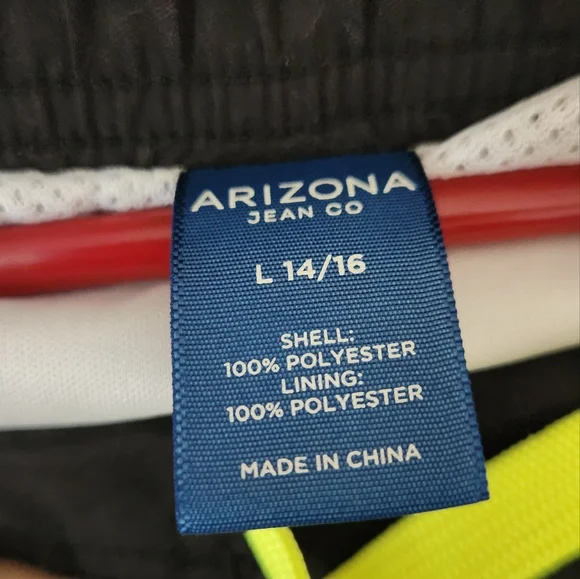 ARIZONA
JEAN CO
L 14/16
SHELL:
100% POLYESTER
LINING:
100% POLYESTER
MADE IN CHINA